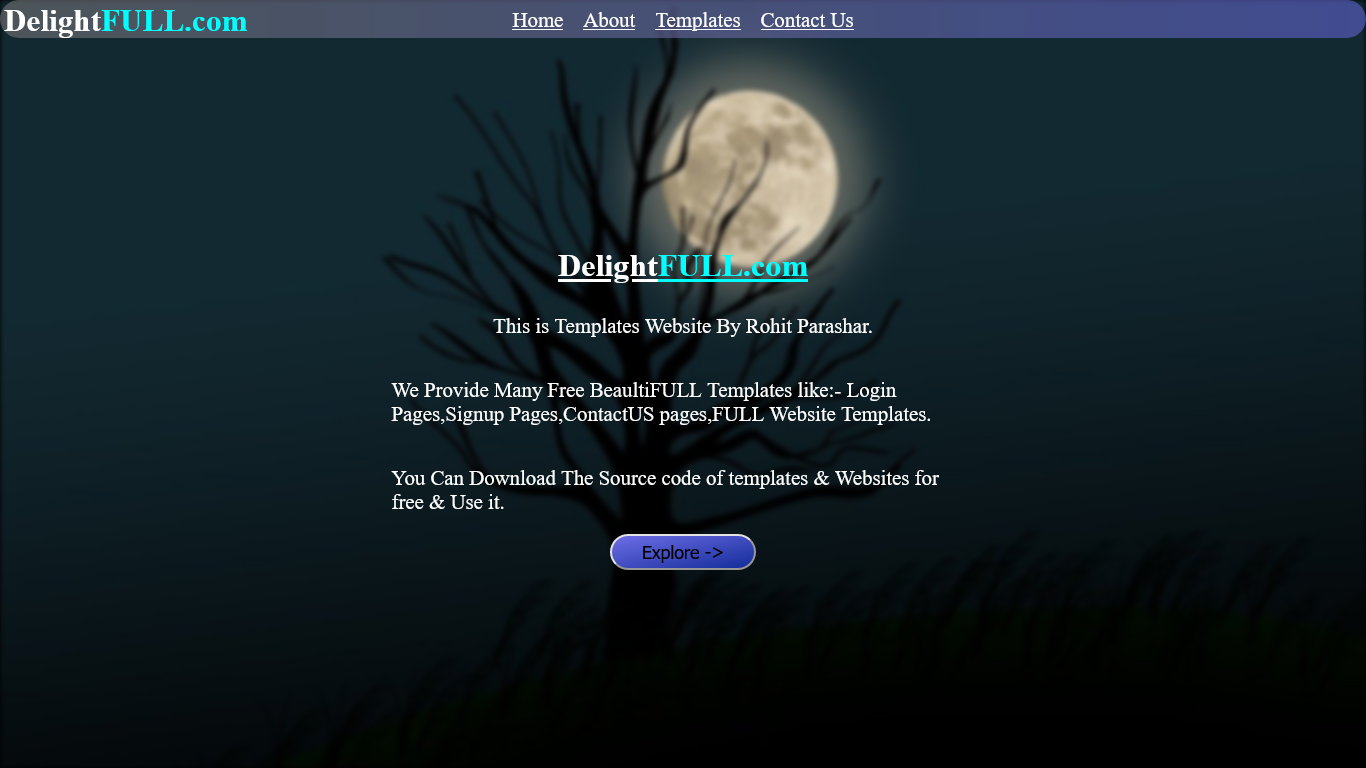 DelightFULL.com
Home About Templates Contact Us
DelightFULL.com
This is Templates Website By Rohit Parashar.
We Provide Many Free BeaultiFULL Templates like:- Login
Pages,Signup Pages,ContactUS pages,FULL Website Templates.
You Can Download The Source code of templates & Websites for
free & Use it.
Explore ->